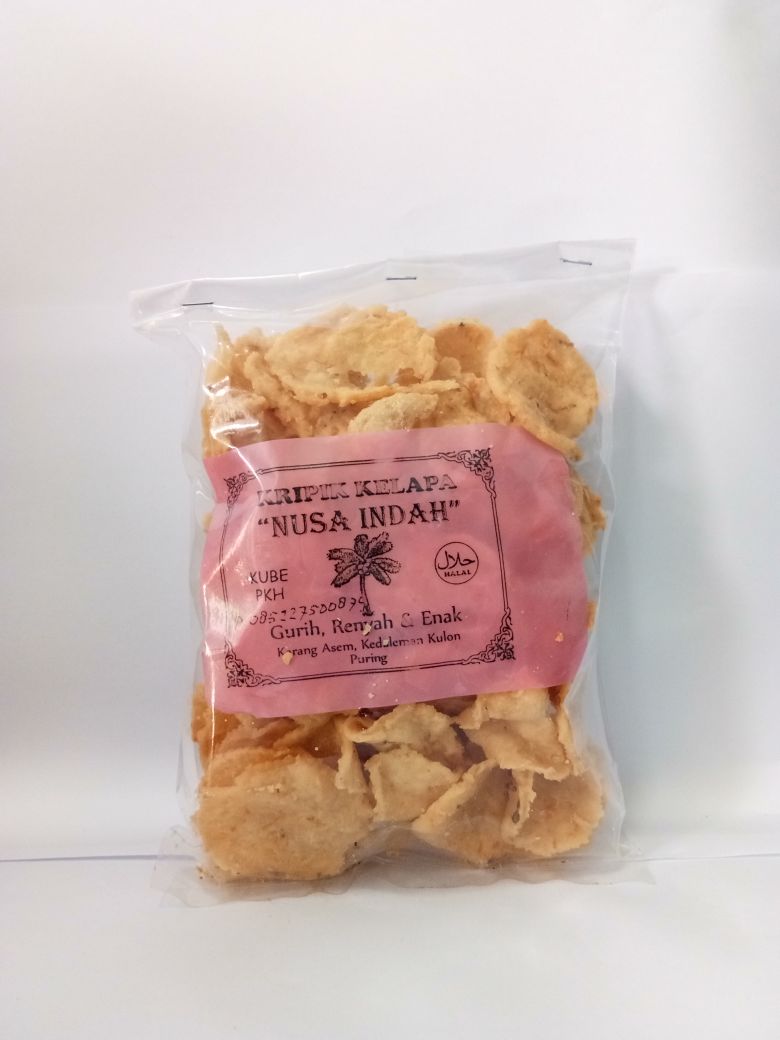 KRIPIK KELAPA
"NUSA INDAH"
حلال
HALAL
KUBE
PKH
Gurih, Renyah & Enak
Karang Asem, Kedaleman Kulon
Puring